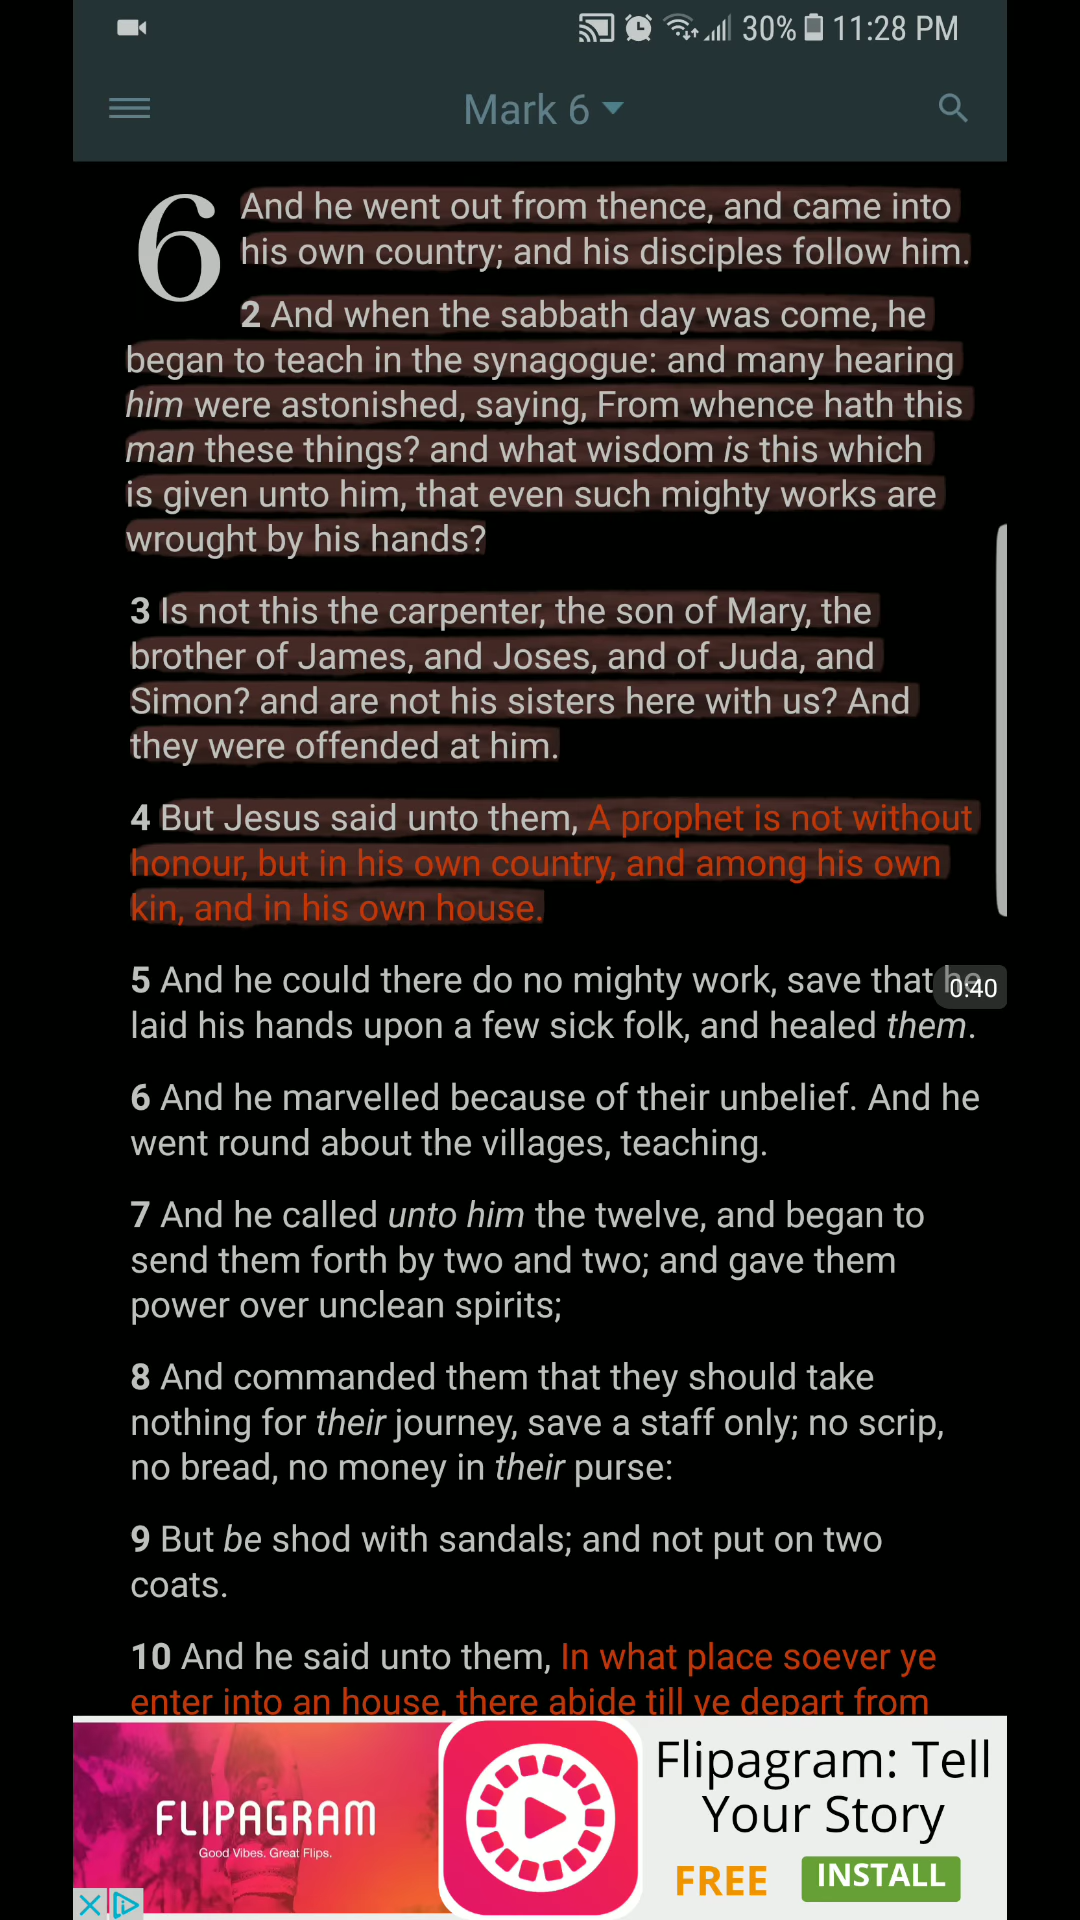 30% 11:28 PM
Mark 6
6 And he went out from thence, and came into
his own country; and his disciples follow him.
2 And when the sabbath day was come, he
began to teach in the synagogue: and many hearing
him were astonished, saying, From whence hath this
man these things? and what wisdom is this which
is given unto him, that even such mighty works are
wrought by his hands?
3 Is not this the carpenter, the son of Mary, the
brother of James, and Joses, and of Juda, and
Simon? and are not his sisters here with us? And
they were offended at him.
4 But Jesus said unto them, A prophet is not without
honour, but in his own country, and among his own
kin, and in his own house.
5 And he could there do no mighty work, save that he
0:40
laid his hands upon a few sick folk, and healed them.
6 And he marvelled because of their unbelief. And he
went round about the villages, teaching.
7 And he called unto him the twelve, and began to
send them forth by two and two; and gave them
power over unclean spirits;
8 And commanded them that they should take
nothing for their journey, save a staff only; no scrip,
no bread, no money in their purse:
9 But be shod with sandals; and not put on two
coats.
10 And he said unto them, In what place soever ye
enter into an house, there abide till ye depart from
FLIPAGRAM
Good Vibes. Great Flips.
Flipagram: Tell
Your Story
FREE INSTALL